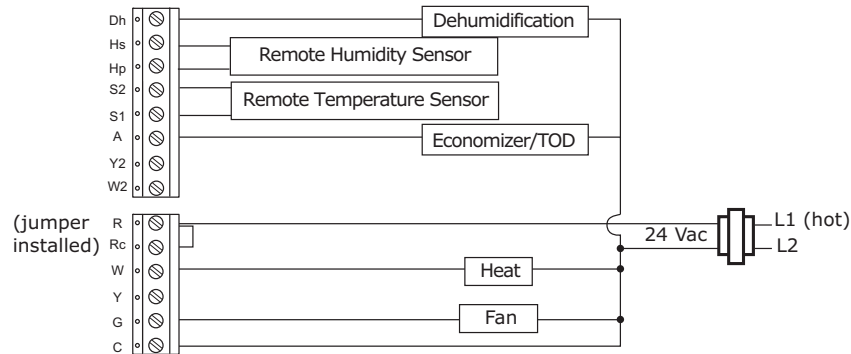 Dh
Dehumidification
Hs
Remote Humidity Sensor
Hp
S2
Remote Temperature Sensor
S1
A
Economizer/TOD
Y2
W2
(jumper
installed)
R
L1 (hot)
Rc
24 Vac
L2
W
Heat
Y
G
Fan
C